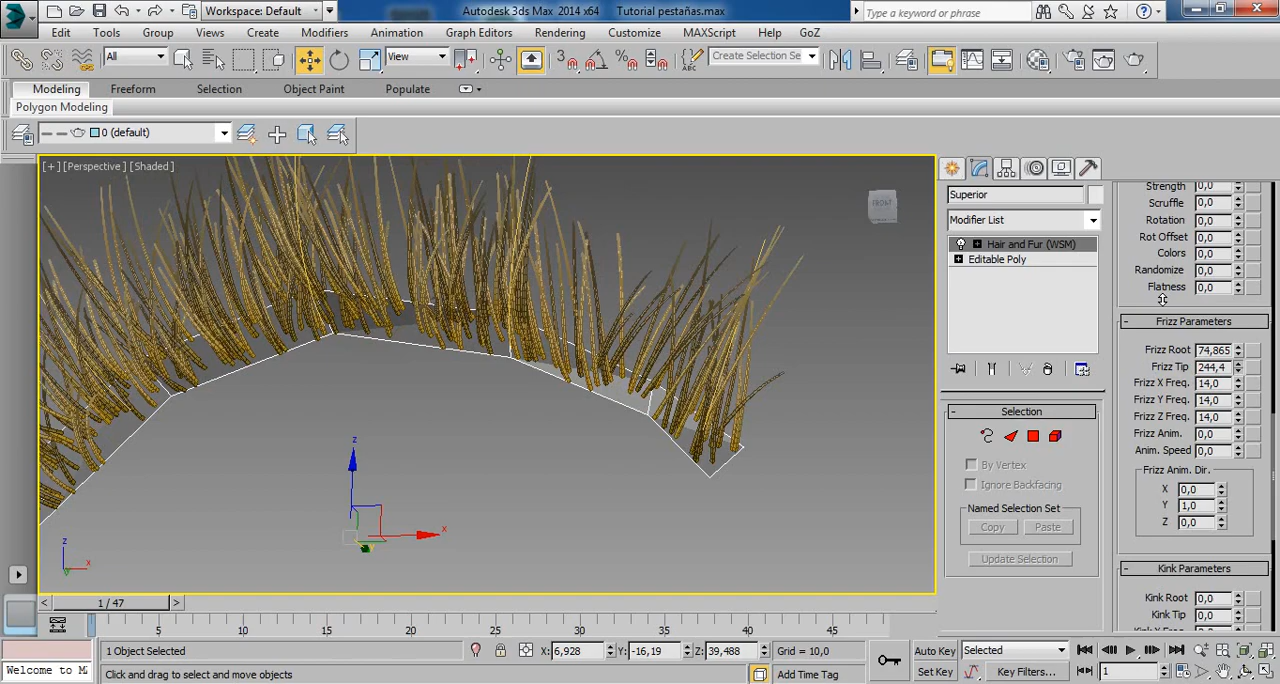 Workspace: Default
Autodesk 3ds Max 2014 x64 Tutorial pestañas.max
Type a keyword or phrase
Edit Tools Group Views Create Modifiers Animation Graph Editors Rendering Customize MAXScript Help GoZ
All
View
3
Create Selection Se
Modeling Freeform Selection Object Paint Populate
Polygon Modeling
0 (default)
[+] [Perspective] [Shaded]
FRONT
z
x
z
x
Superior
Modifier List
Hair and Fur (WSM)
Editable Poly
Selection
By Vertex
Ignore Backfacing
Named Selection Set
Copy Paste
Update Selection
Strength 0,0
Scruffle 0,0
Rotation 0,0
Rot Offset 0,0
Colors 0,0
Randomize 0,0
Flatness 0,0
Frizz Parameters
Frizz Root 74,865
Frizz Tip 244,4
Frizz X Freq. 14,0
Frizz Y Freq. 14,0
Frizz Z Freq. 14,0
Frizz Anim. 0,0
Anim. Speed 0,0
Frizz Anim. Dir.
X 0,0
Y 1,0
Z 0,0
Kink Parameters
Kink Root 0,0
Kink Tip 0,0
< 1 / 47 >
5 10 15 20 25 30 35 40 45
1 Object Selected
X: 6,928 Y: -16,19 Z: 39,488 Grid = 10,0
Auto Key Selected
Set Key Key Filters... 1
Welcome to M
Click and drag to select and move objects
Add Time Tag